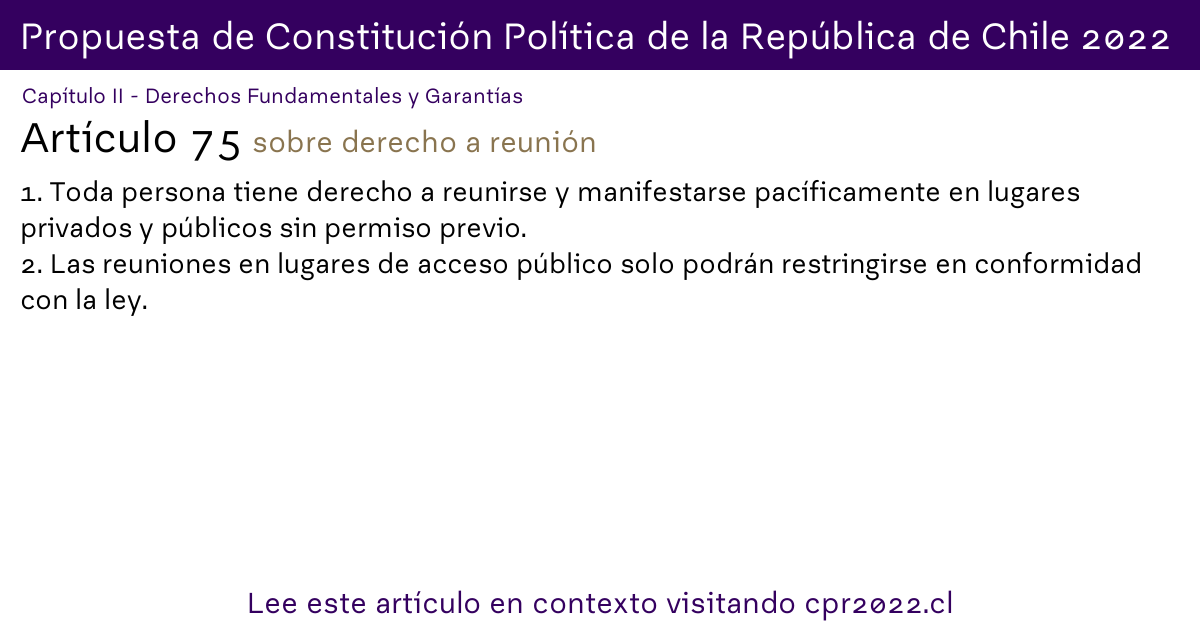 Propuesta de Constitución Política de la República de Chile 2022
Capítulo II - Derechos Fundamentales y Garantías
Artículo 75 sobre derecho a reunión
1. Toda persona tiene derecho a reunirse y manifestarse pacíficamente en lugares
privados y públicos sin permiso previo.
2. Las reuniones en lugares de acceso público solo podrán restringirse en conformidad
con la ley.
Lee este artículo en contexto visitando cpr2022.cl